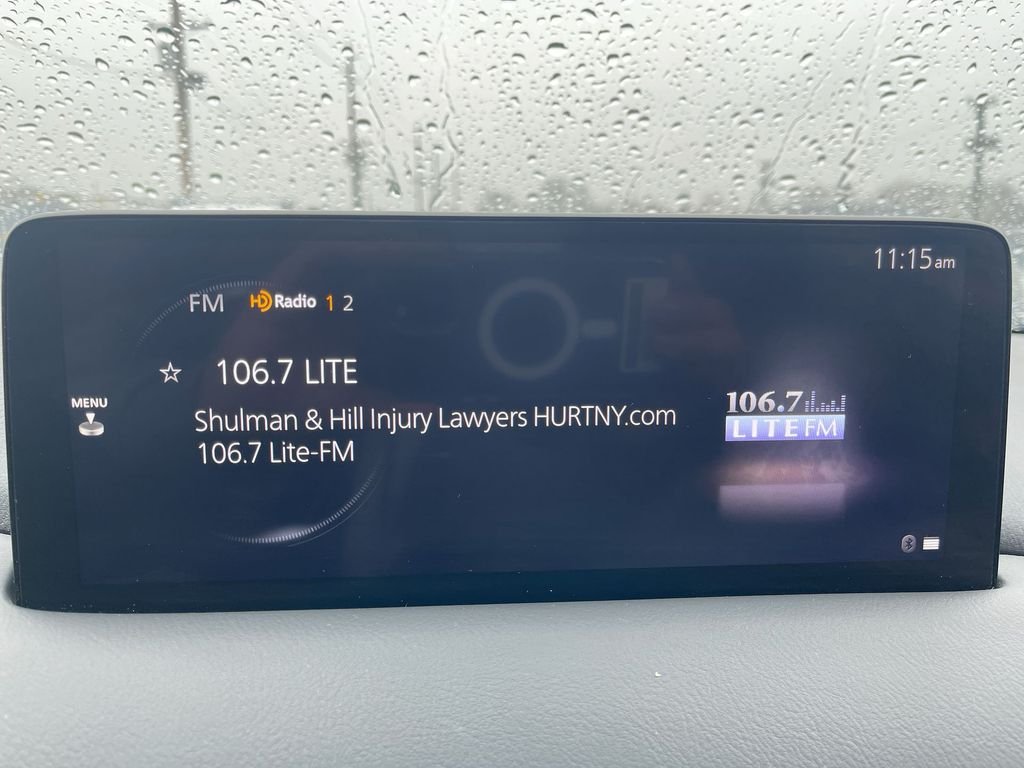 11:15am
FM HD Radio 1 2
106.7 LITE
MENU
Shulman & Hill Injury Lawyers HURTNY.com
106.7 Lite-FM
106.7
LITE FM